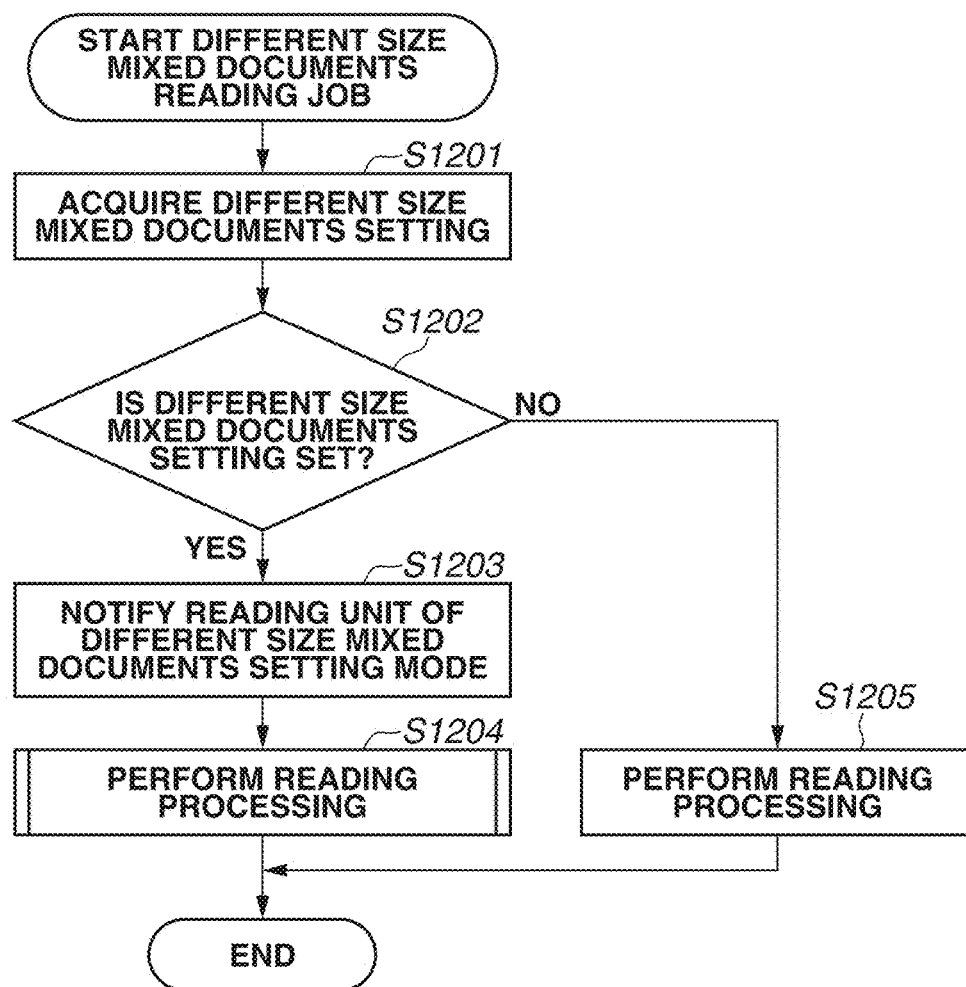 START DIFFERENT SIZE
MIXED DOCUMENTS
READING JOB
S1201
ACQUIRE DIFFERENT SIZE
MIXED DOCUMENTS SETTING
S1202
IS DIFFERENT SIZE
MIXED DOCUMENTS
SETTING SET?
NO
YES
S1203
NOTIFY READING UNIT OF
DIFFERENT SIZE MIXED
DOCUMENTS SETTING MODE
S1204
PERFORM READING
PROCESSING
S1205
PERFORM READING
PROCESSING
END